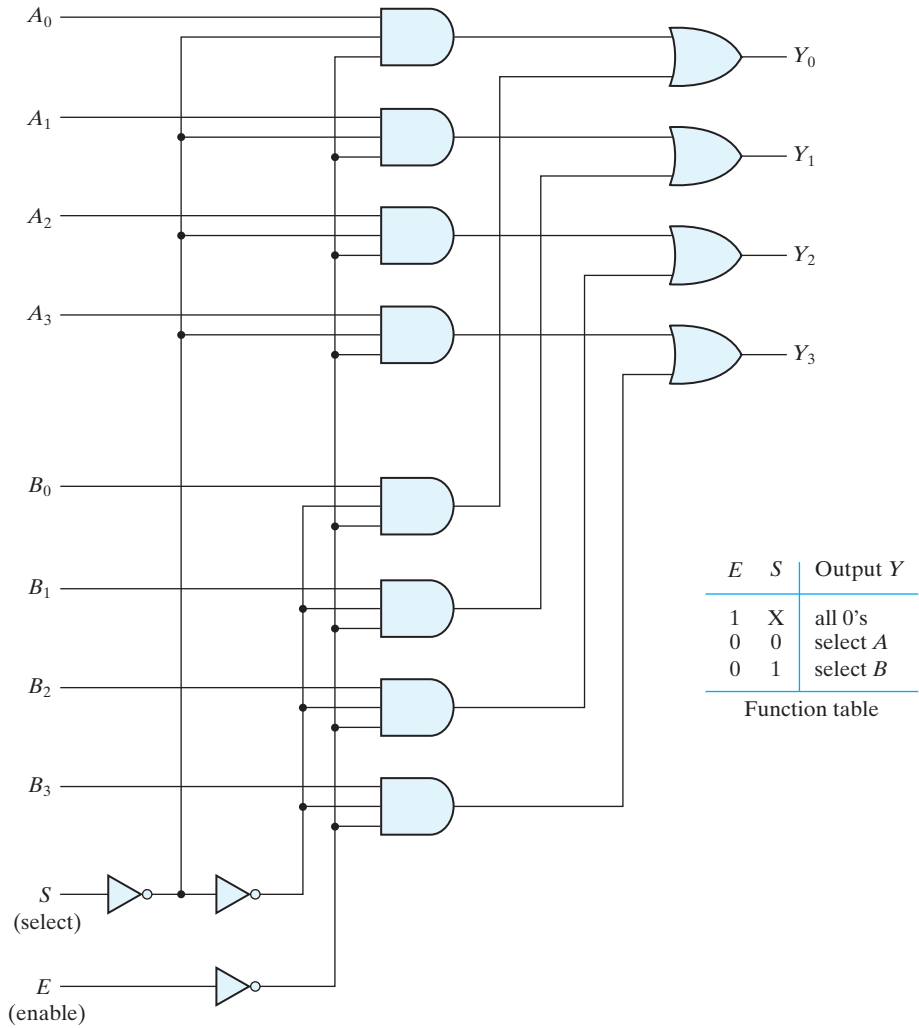 A₀
Y₀
A₁
Y₁
A₂
Y₂
A₃
Y₃
B₀
B₁
E S Output Y
1 X all 0's
0 0 select A
0 1 select B
Function table
B₂
B₃
S
(select)
E
(enable)